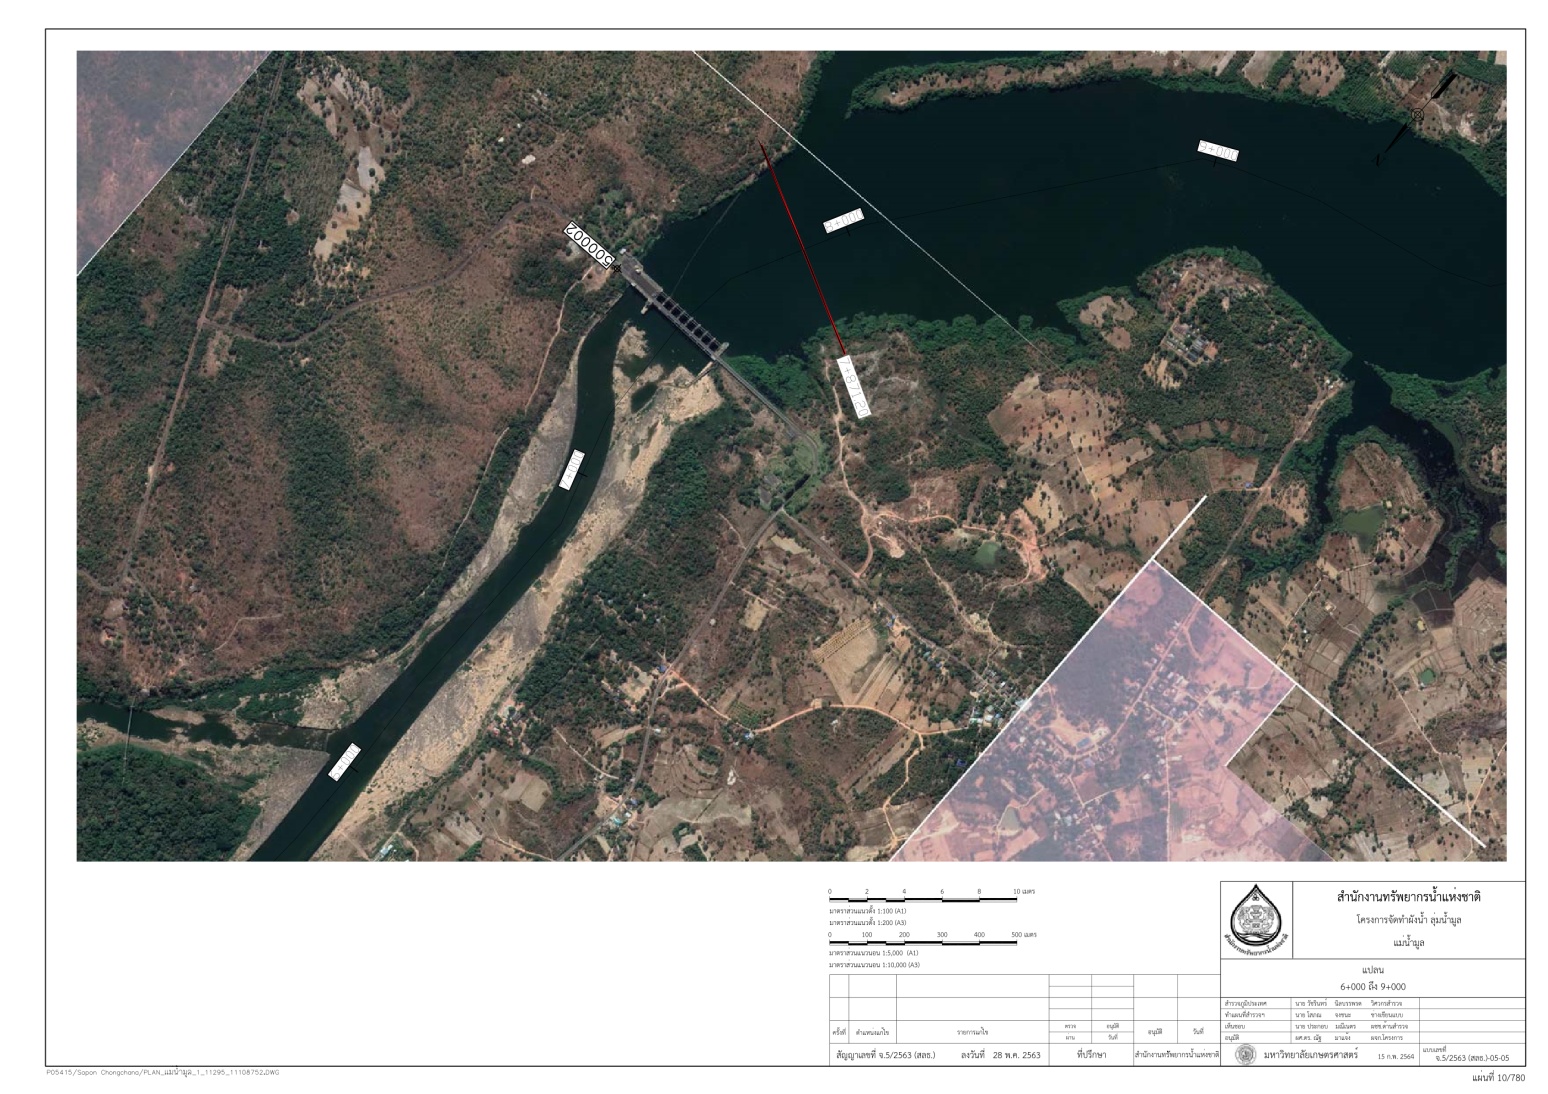 9+000
8+000
500002
7+871.20
7+000
6+000
N
0 2 4 6 8 10 เมตร
มาตราส่วนแนวตั้ง 1:100 (A1)
มาตราส่วนแนวตั้ง 1:200 (A3)
0 100 200 300 400 500 เมตร
มาตราส่วนแนวนอน 1:5,000 (A1)
มาตราส่วนแนวนอน 1:10,000 (A3)
สำนักงานทรัพยากรน้ำแห่งชาติ
โครงการจัดทำผังน้ำ ลุ่มน้ำมูล
แม่น้ำมูล
แปลน
6+000 ถึง 9+000
สำรวจภูมิประเทศ นาย วัชรินทร์ นิลบรรพต วิศวกรสำรวจ
ทำแผนที่สำรวจฯ นาย โสภณ จงชนะ ช่างเขียนแบบ
เห็นชอบ นาย ประกอบ มณีเนตร ผชช.ด้านสำรวจ
อนุมัติ ผศ.ดร. ณัฐ มาแจ้ง ผจก.โครงการ
ครั้งที่ ตำแหน่งแก้ไข รายการแก้ไข ตรวจ อนุมัติ อนุมัติ วันที่
ผ่าน วันที่
สัญญาเลขที่ จ.5/2563 (สลธ.) ลงวันที่ 28 พ.ค. 2563 ที่ปรึกษา สำนักงานทรัพยากรน้ำแห่งชาติ มหาวิทยาลัยเกษตรศาสตร์ 15 ก.พ. 2564 แบบเลขที่ จ.5/2563 (สลธ.)-05-05
P05415/Sopon Chongchana/PLAN_แม่น้ำมูล_1_11295_11108752.DWG
แผ่นที่ 10/780